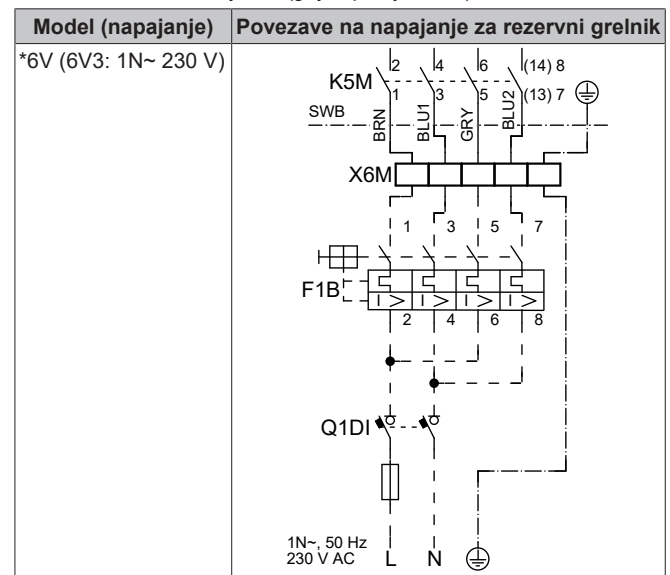 Model (napajanje) Povezave na napajanje za rezervni grelnik
*6V (6V3: 1N~ 230 V)
2 4 6 (14) 8
K5M
1 3 5 (13) 7
SWB
BRN BLU1 GRY BLU2
X6M
1 3 5 7
F1B
I > I > I > I >
2 4 6 8
Q1DI
1N~, 50 Hz
230 V AC L N